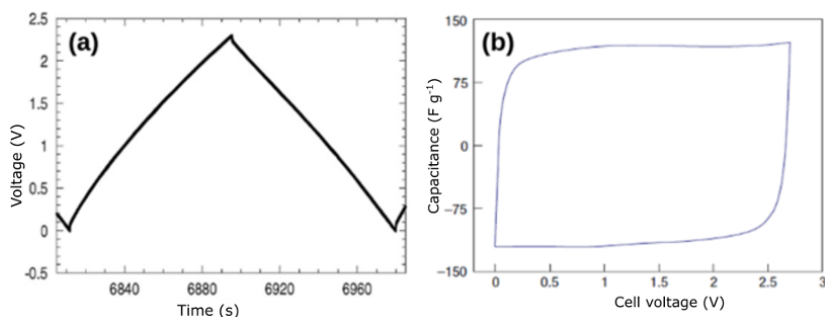 (a)
2.5
2
1.5
1
0.5
0
-0.5
Voltage (V)
6840 6880 6920 6960
Time (s)
(b)
150
75
0
−75
−150
Capacitance (F g-1)
0 0.5 1 1.5 2 2.5 3
Cell voltage (V)